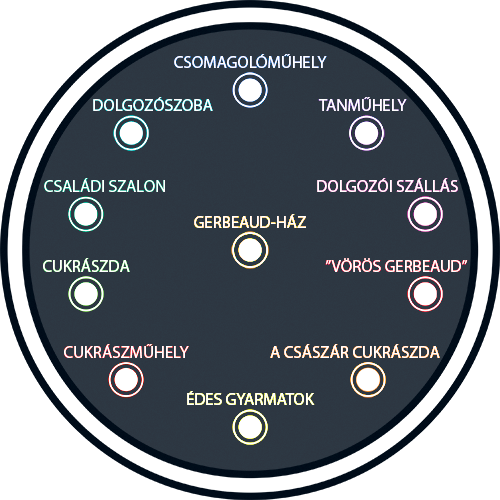 CSOMAGOLÓMŰHELY
DOLGOZÓSZOBA
TANMŰHELY
CSALÁDI SZALON
DOLGOZÓI SZÁLLÁS
GERBEAUD-HÁZ
CUKRÁSZDA
”VÖRÖS GERBEAUD”
CUKRÁSZMŰHELY
A CSÁSZÁR CUKRÁSZDA
ÉDES GYARMATOK